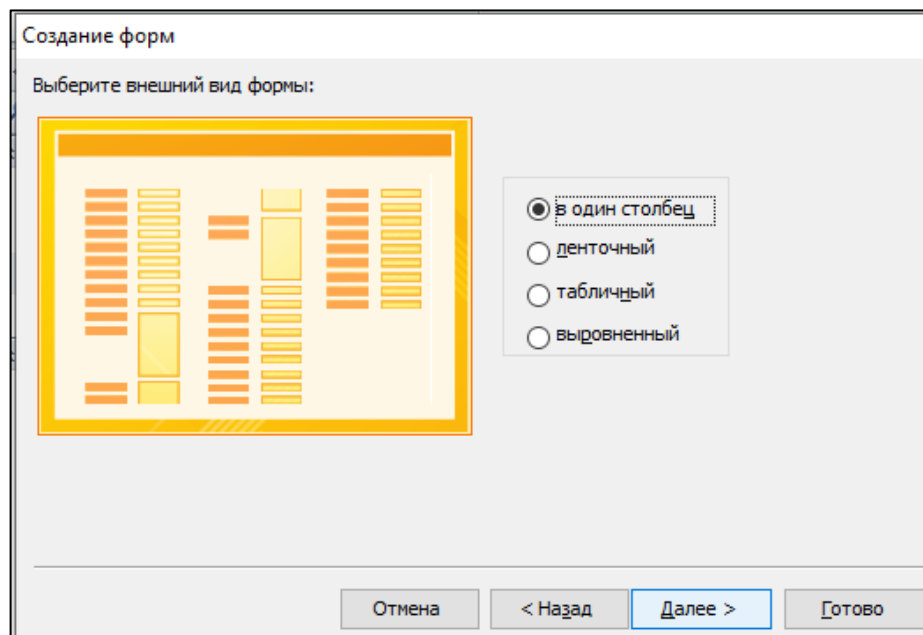 Создание форм
Выберите внешний вид формы:
в один столбец
ленточный
табличный
выровненный
Отмена
< Назад
Далее >
Готово